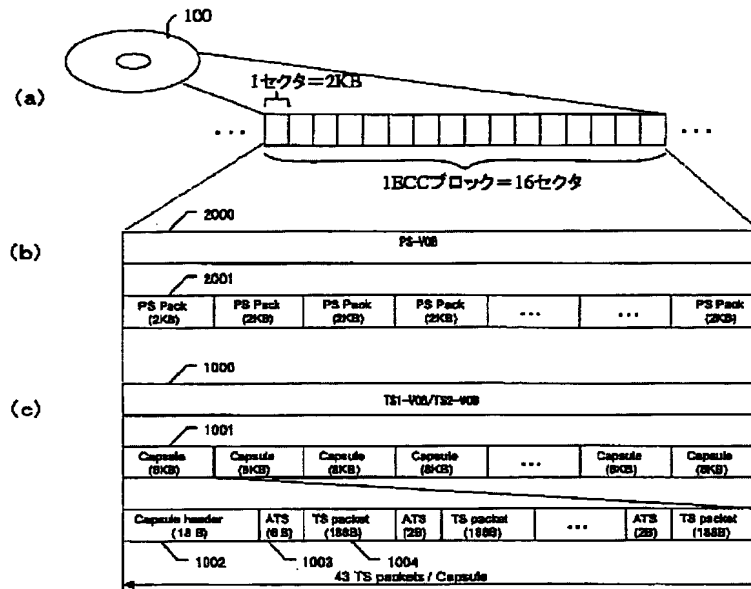 100
(a)
1セクタ=2KB
... ...
1ECCブロック=16セクタ
(b)
2000
PS-VOB
2001
PS Pack (2KB) PS Pack (2KB) PS Pack (2KB) PS Pack (2KB) ... ... PS Pack (2KB)
(c)
1000
TS1-VOB/TS2-VOB
1001
Capsule (8KB) Capsule (8KB) Capsule (8KB) Capsule (8KB) ... Capsule (8KB) Capsule (8KB)
Capsule header (18 B) ATS (6 B) TS packet (188B) ATS (2B) TS packet (188B) ... ATS (2B) TS packet (188B)
1002 1003 1004
43 TS packets / Capsule